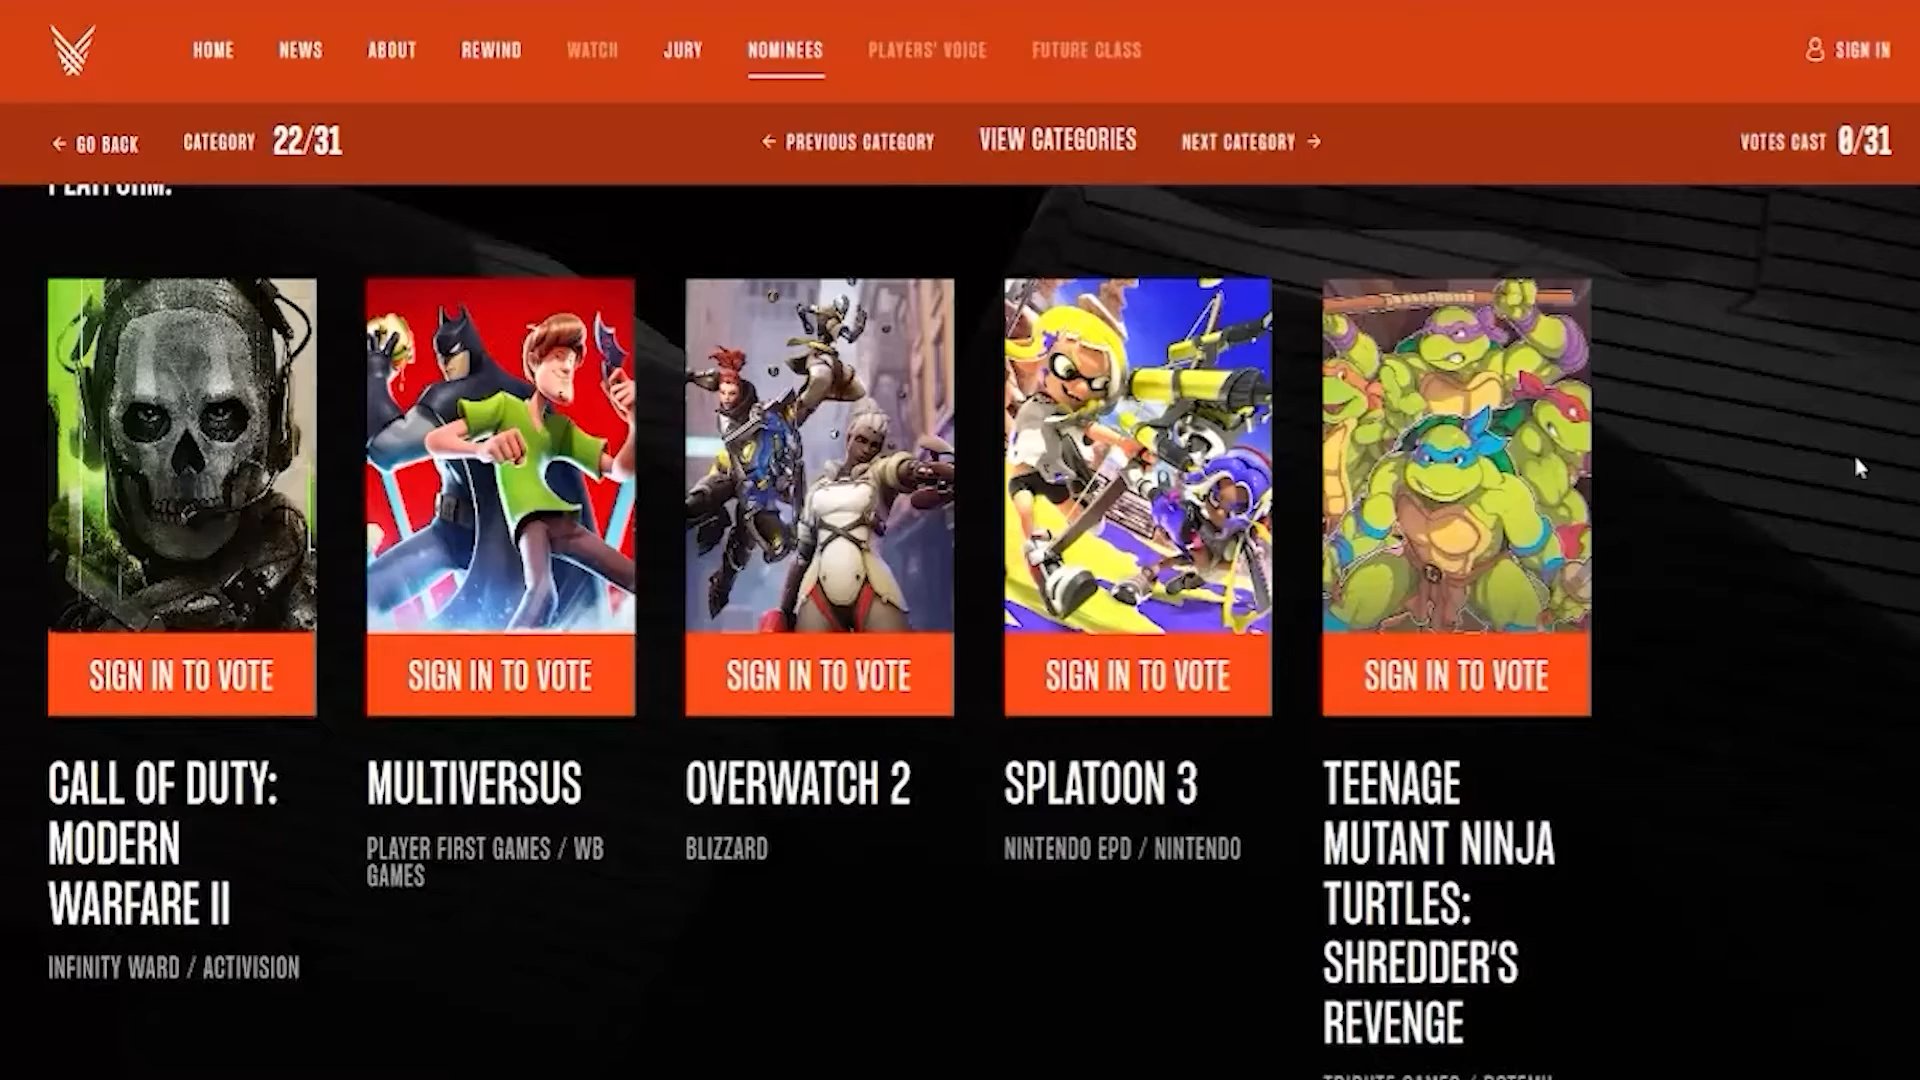 HOME NEWS ABOUT REWIND WATCH JURY NOMINEES PLAYERS' VOICE FUTURE CLASS SIGN IN
← GO BACK CATEGORY 22/31 ← PREVIOUS CATEGORY VIEW CATEGORIES NEXT CATEGORY → VOTES CAST 0/31
PLATFORM.
SIGN IN TO VOTE SIGN IN TO VOTE SIGN IN TO VOTE SIGN IN TO VOTE SIGN IN TO VOTE
CALL OF DUTY:
MODERN
WARFARE II
INFINITY WARD / ACTIVISION
MULTIVERSUS
PLAYER FIRST GAMES / WB
GAMES
OVERWATCH 2
BLIZZARD
SPLATOON 3
NINTENDO EPD / NINTENDO
TEENAGE
MUTANT NINJA
TURTLES:
SHREDDER'S
REVENGE
TRIBUTE GAMES / DOTEMU